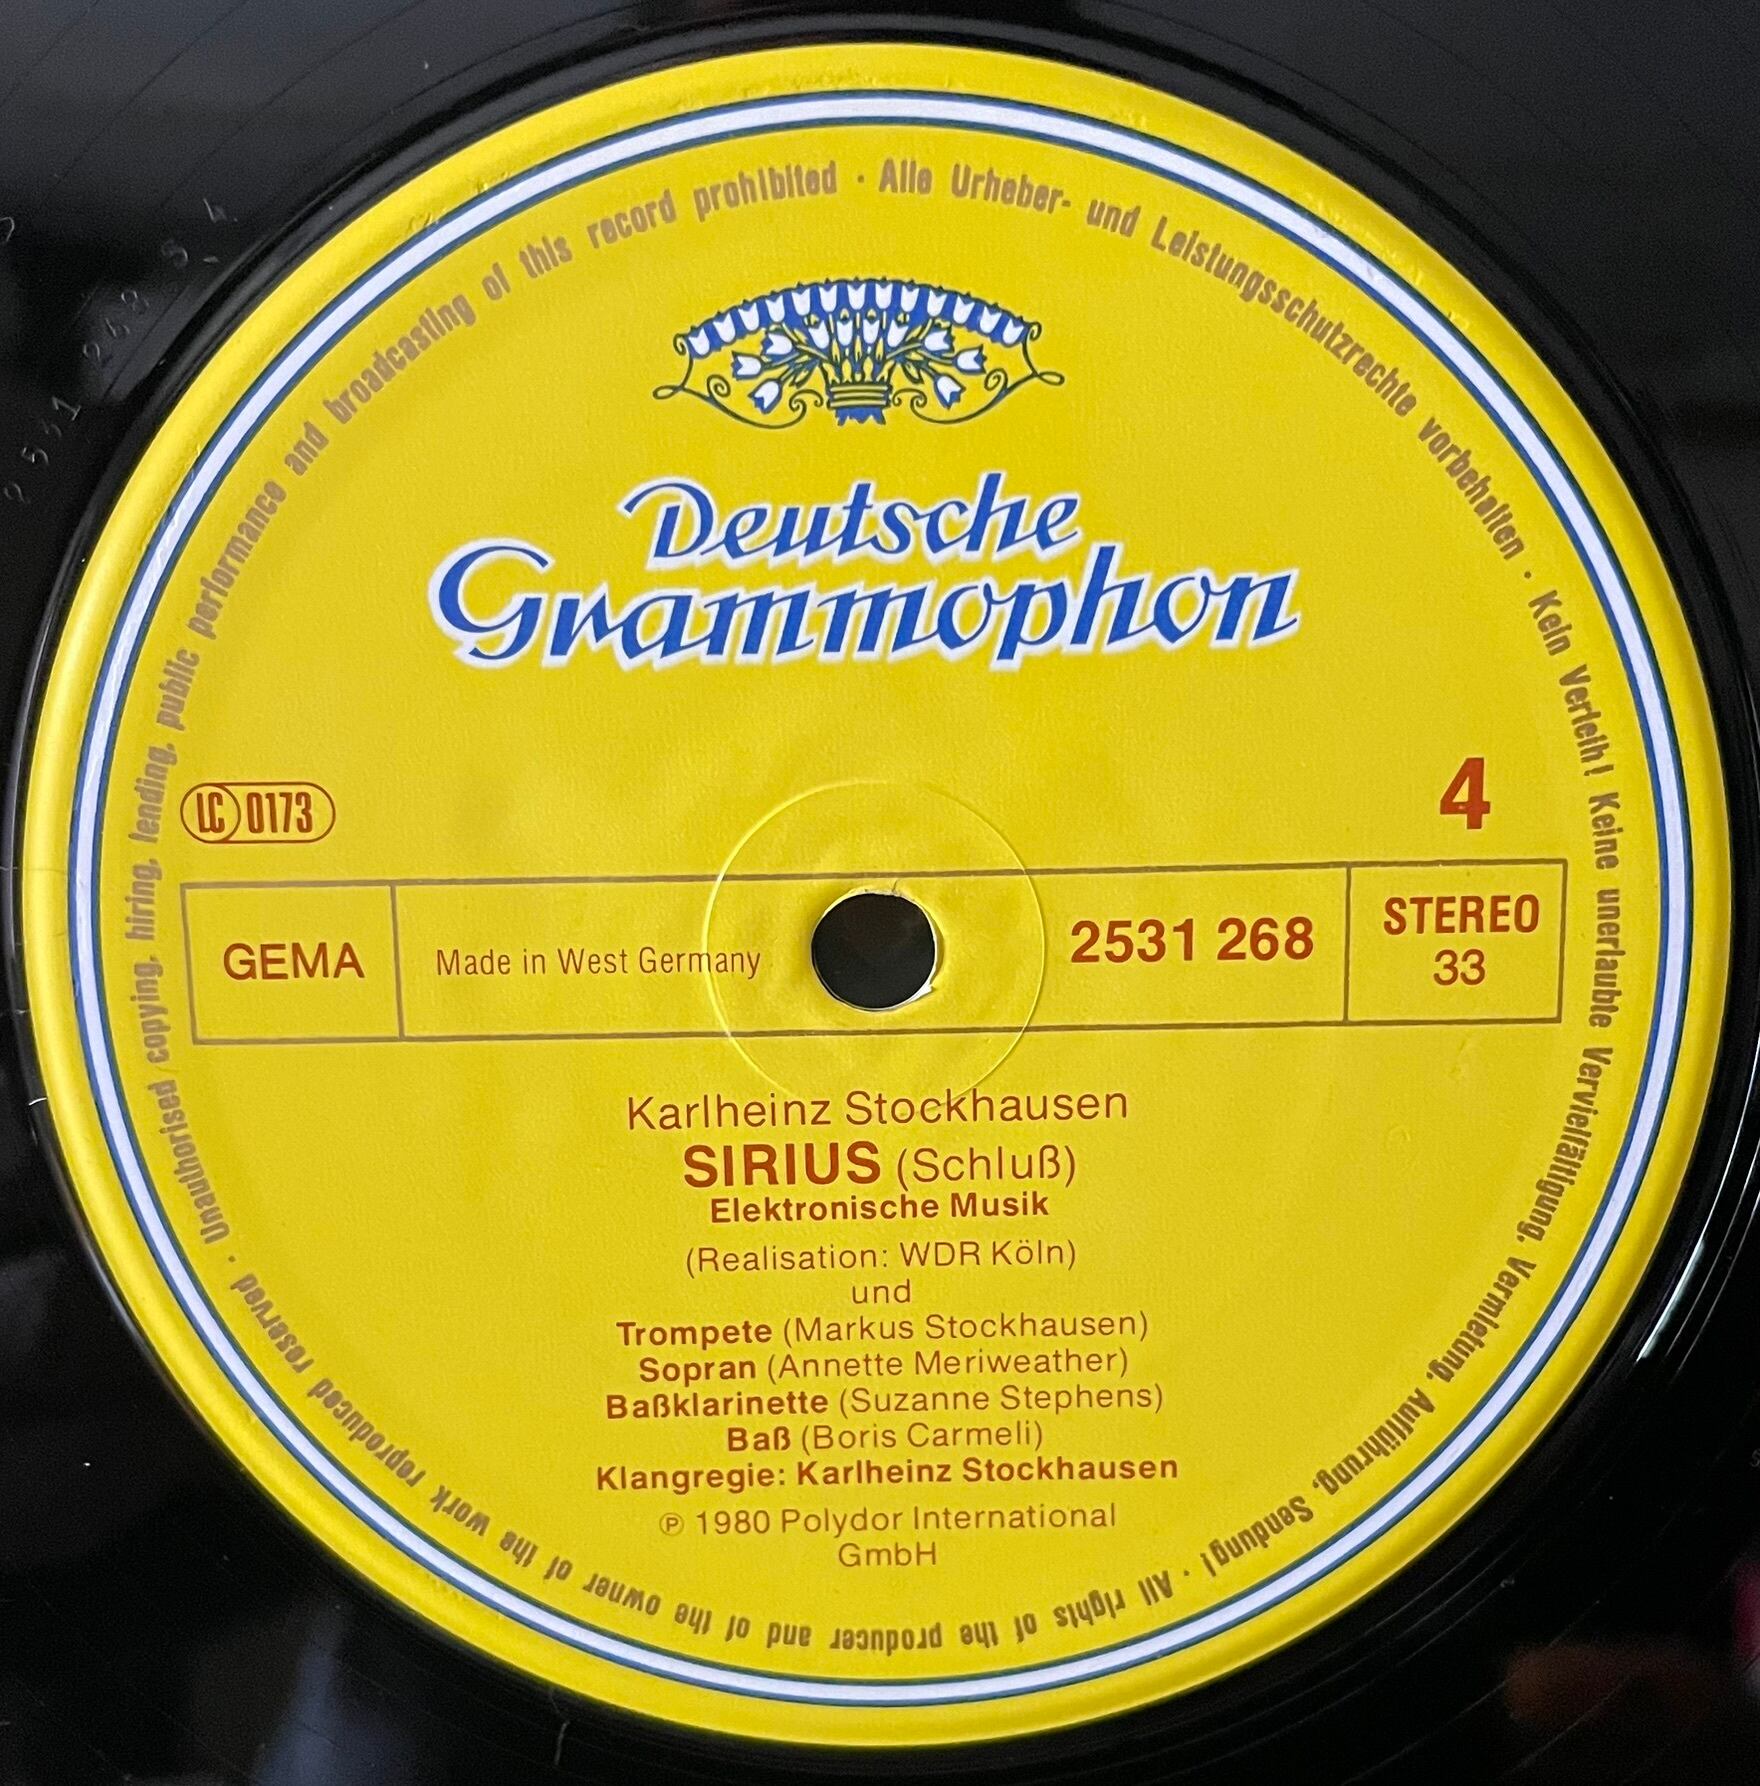 Alle Urheber- und Leistungsschutzrechte vorbehalten · Kein Verleih! Keine unerlaubte Vervielfältigung, Vermietung, Aufführung, Sendung! · All rights of the producer and of the owner of the work reproduced reserved · Unauthorised copying, hiring, lending, public performance and broadcasting of this record prohibited ·
Deutsche
Grammophon
LC 0173
4
GEMA Made in West Germany 2531 268 STEREO
33
Karlheinz Stockhausen
SIRIUS (Schluß)
Elektronische Musik
(Realisation: WDR Köln)
und
Trompete (Markus Stockhausen)
Sopran (Annette Meriweather)
Baßklarinette (Suzanne Stephens)
Baß (Boris Carmeli)
Klangregie: Karlheinz Stockhausen
℗ 1980 Polydor International
GmbH